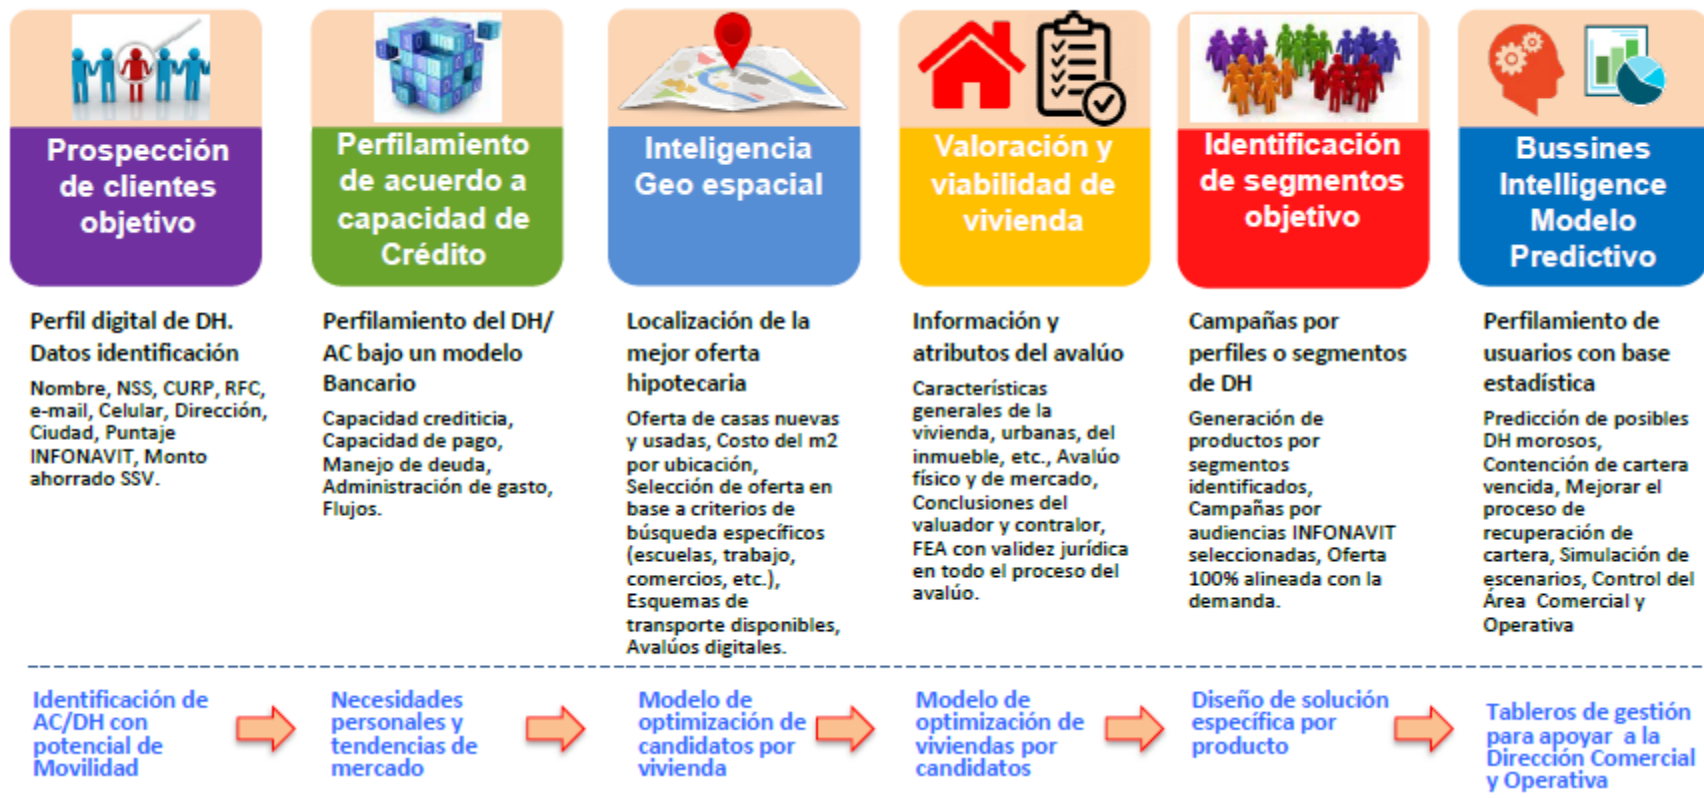 Prospección
de clientes
objetivo
Perfil digital de DH.
Datos identificación
Nombre, NSS, CURP, RFC,
e-mail, Celular, Dirección,
Ciudad, Puntaje
INFONAVIT, Monto
ahorrado SSV.
Perfilamiento
de acuerdo a
capacidad de
Crédito
Perfilamiento del DH/
AC bajo un modelo
Bancario
Capacidad crediticia,
Capacidad de pago,
Manejo de deuda,
Administración de gasto,
Flujos.
Inteligencia
Geo espacial
Localización de la
mejor oferta
hipotecaria
Oferta de casas nuevas
y usadas, Costo del m2
por ubicación,
Selección de oferta en
base a criterios de
búsqueda específicos
(escuelas, trabajo,
comercios, etc.),
Esquemas de
transporte disponibles,
Avalúos digitales.
Valoración y
viabilidad de
vivienda
Información y
atributos del avalúo
Características
generales de la
vivienda, urbanas, del
inmueble, etc., Avalúo
físico y de mercado,
Conclusiones del
valuador y contralor,
FEA con validez jurídica
en todo el proceso del
avalúo.
Identificación
de segmentos
objetivo
Campañas por
perfiles o segmentos
de DH
Generación de
productos por
segmentos
identificados,
Campañas por
audiencias INFONAVIT
seleccionadas, Oferta
100% alineada con la
demanda.
Bussines
Intelligence
Modelo
Predictivo
Perfilamiento de
usuarios con base
estadística
Predicción de posibles
DH morosos,
Contención de cartera
vencida, Mejorar el
proceso de
recuperación de
cartera, Simulación de
escenarios, Control del
Área Comercial y
Operativa
Identificación de
AC/DH con
potencial de
Movilidad
Necesidades
personales y
tendencias de
mercado
Modelo de
optimización de
candidatos por
vivienda
Modelo de
optimización de
viviendas por
candidatos
Diseño de solución
específica por
producto
Tableros de gestión
para apoyar a la
Dirección Comercial
y Operativa